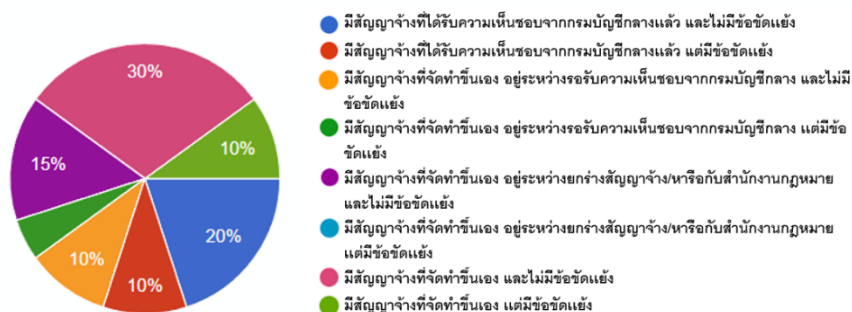 30%
10%
15%
20%
10%
10%
มีสัญญาจ้างที่ได้รับความเห็นชอบจากกรมบัญชีกลางแล้ว และไม่มีข้อขัดแย้ง
มีสัญญาจ้างที่ได้รับความเห็นชอบจากกรมบัญชีกลางแล้ว แต่มีข้อขัดแย้ง
มีสัญญาจ้างที่จัดทำขึ้นเอง อยู่ระหว่างรอรับความเห็นชอบจากกรมบัญชีกลาง และไม่มี
ข้อขัดแย้ง
มีสัญญาจ้างที่จัดทำขึ้นเอง อยู่ระหว่างรอรับความเห็นชอบจากกรมบัญชีกลาง แต่มีข้อ
ขัดแย้ง
มีสัญญาจ้างที่จัดทำขึ้นเอง อยู่ระหว่างยกร่างสัญญาจ้าง/หารือกับสำนักงานกฎหมาย
และไม่มีข้อขัดแย้ง
มีสัญญาจ้างที่จัดทำขึ้นเอง อยู่ระหว่างยกร่างสัญญาจ้าง/หารือกับสำนักงานกฎหมาย
แต่มีข้อขัดแย้ง
มีสัญญาจ้างที่จัดทำขึ้นเอง และไม่มีข้อขัดแย้ง
มีสัญญาจ้างที่จัดทำขึ้นเอง แต่มีข้อขัดแย้ง